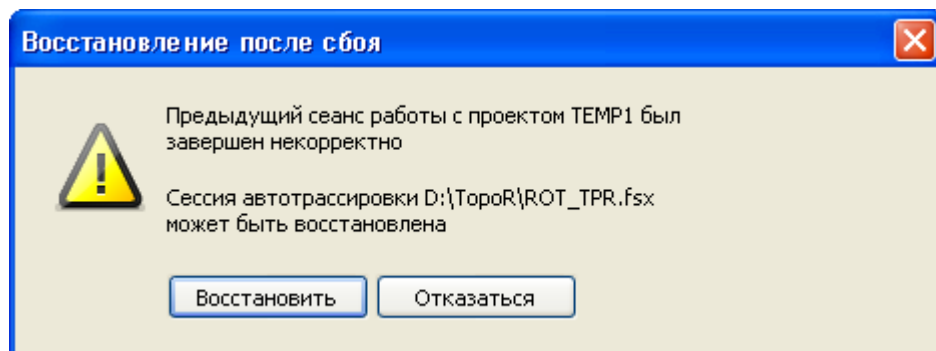 Восстановление после сбоя
Предыдущий сеанс работы с проектом TEMP1 был
завершен некорректно
Сессия автотрассировки D:\TopoR\ROT_TPR.fsx
может быть восстановлена
Восстановить
Отказаться